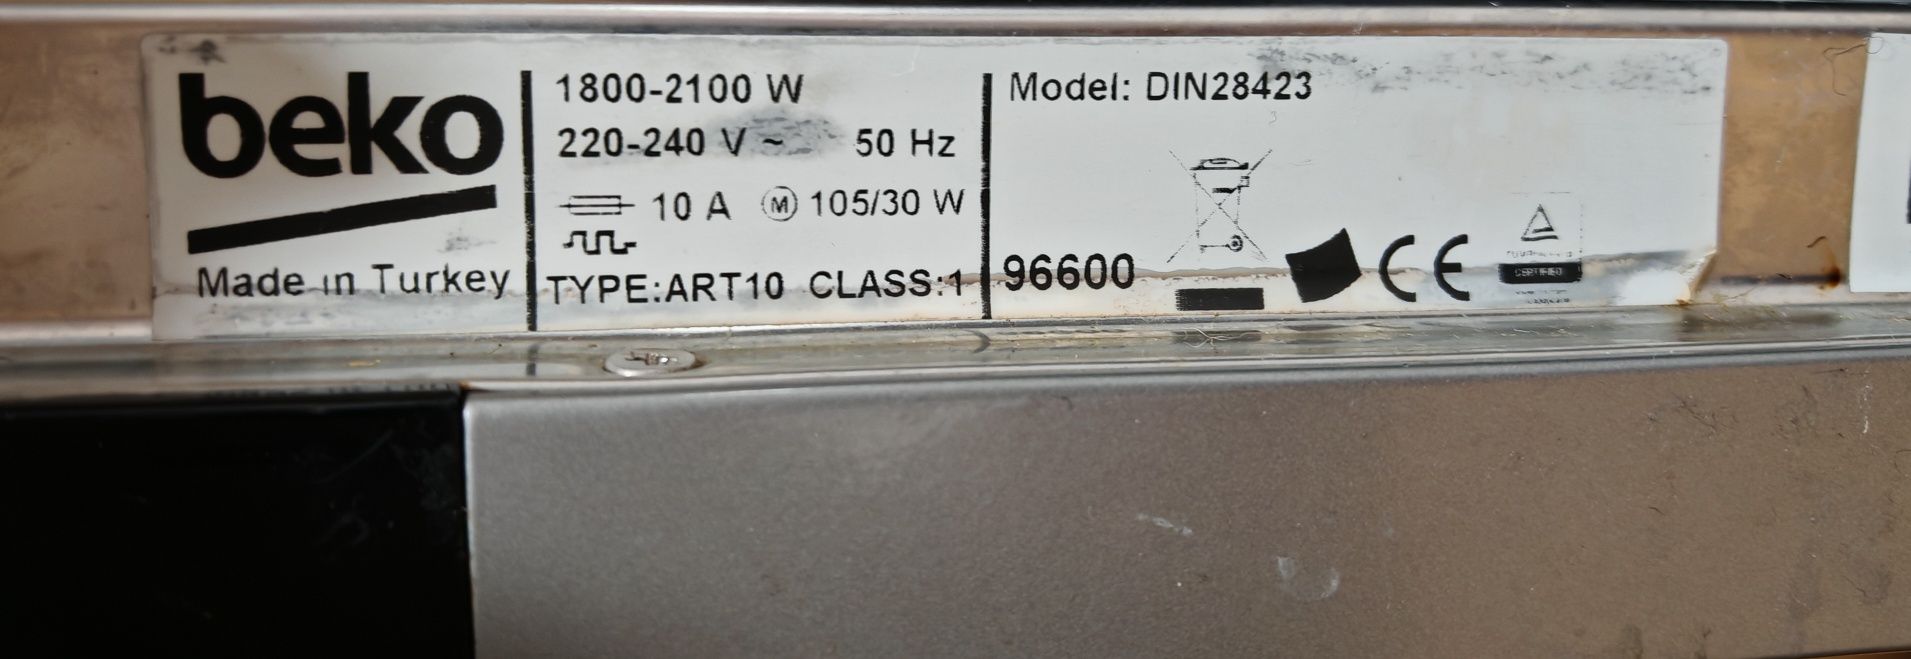 beko
Made in Turkey
1800-2100 W
220-240 V ~ 50 Hz
10 A M 105/30 W
TYPE:ART10 CLASS:1
Model: DIN28423
96600
CE
CERTIFIED